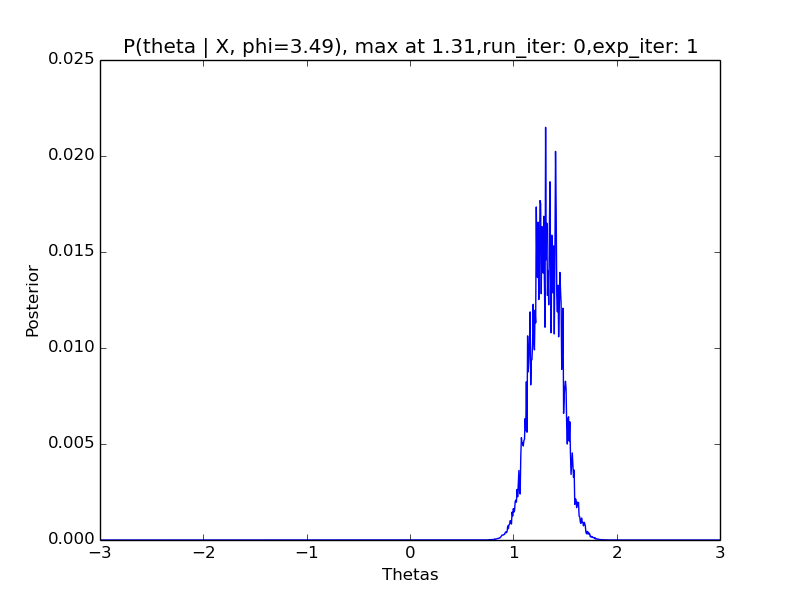 P(theta | X, phi=3.49), max at 1.31,run_iter: 0,exp_iter: 1
0.025
0.020
0.015
0.010
0.005
0.000
Posterior
−3 −2 −1 0 1 2 3
Thetas